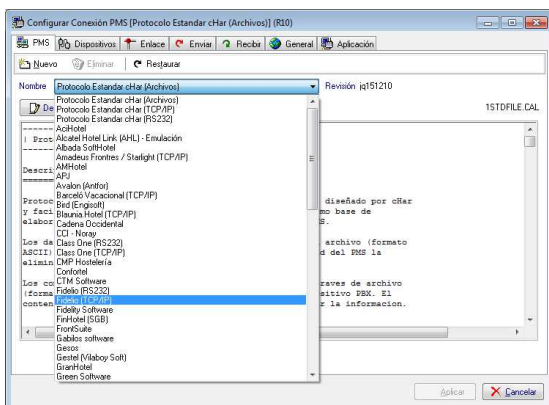 Configurar Conexión PMS [Protocolo Estandar cHar (Archivos)] (R10)
PMS Dispositivos Enlace Enviar Recibir General Aplicación
Nuevo Eliminar Restaurar
Nombre Protocolo Estandar cHar (Archivos) Revisión jq151210
Protocolo Estandar cHar (Archivos)
Protocolo Estandar cHar (TCP/IP)
Protocolo Estandar cHar (RS232)
AciHotel
Alcatel Hotel Link (AHL) - Emulación
Albada SoftHotel
Amadeus Frontres / Starlight (TCP/IP)
AMHotel
APJ
Avalon (Antfor)
Barceló Vacacional (TCP/IP)
Bird (Engisoft)
Blaunia Hotel (TCP/IP)
Cadena Occidental
CCI - Noray
Class One (RS232)
Class One (TCP/IP)
CMP Hostelería
Confortel
CTM Software
Fidelio (RS232)
Fidelio (TCP/IP)
Fidelity Software
FinHotel (SGB)
FrontSuite
Gabilos software
Gesos
Gestel (Vilaboy Soft)
GranHotel
Green Software
De
1STDFILE.CAL
| Prot
Descri
Protoc diseñado por cHar
y faci mo base de
elabor S.
Los da archivo (formato
ASCII) d del PMS la
elimin
Los co raves de archivo
(forma sitivo PBX. El
conten r la informacion.
Aplicar Cancelar